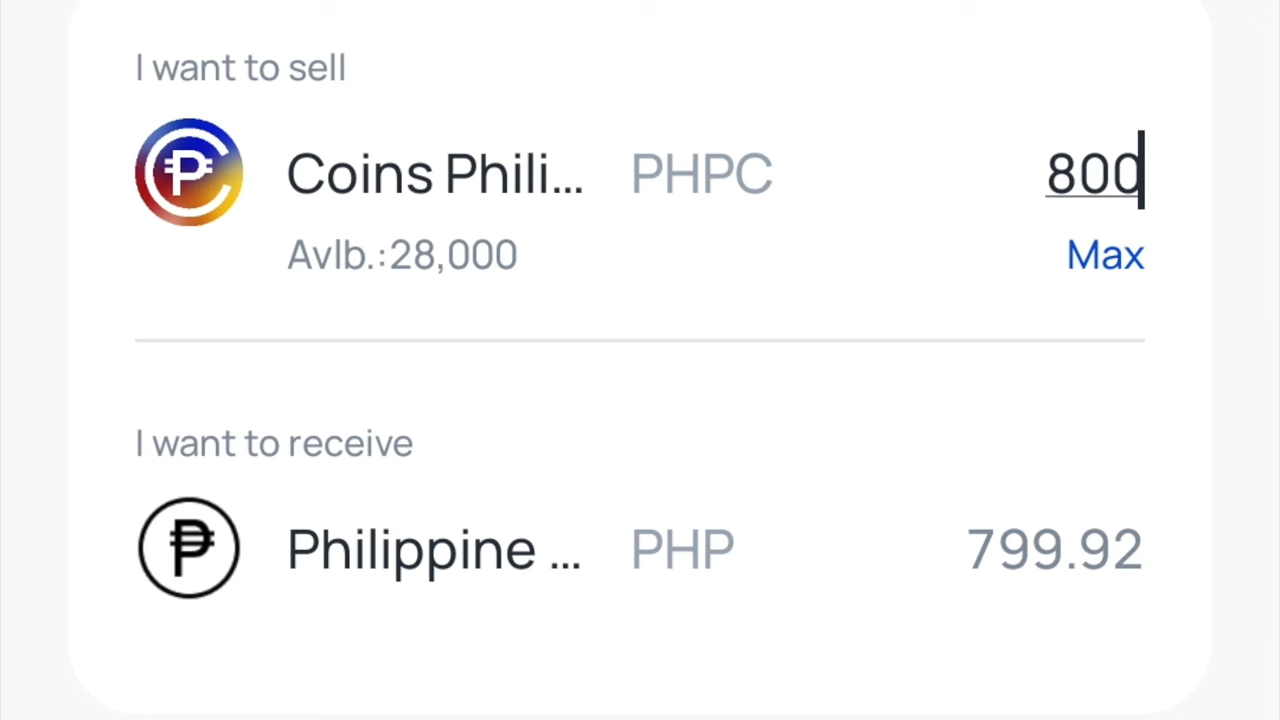 I want to sell
Coins Phili... PHPC 800
Avlb.:28,000 Max
I want to receive
Philippine ... PHP 799.92